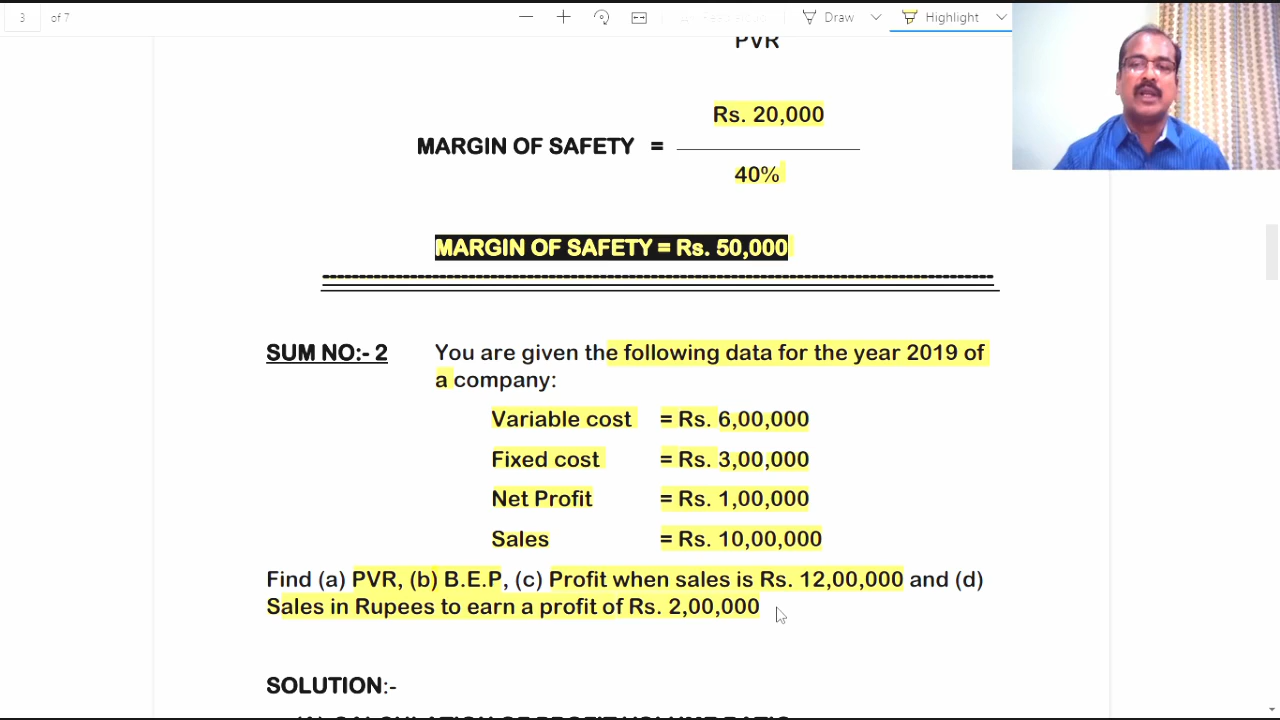 3 of 7
Draw
Highlight
PVR
Rs. 20,000
MARGIN OF SAFETY =
40%
MARGIN OF SAFETY = Rs. 50,000
SUM NO:- 2 You are given the following data for the year 2019 of
a company:
Variable cost = Rs. 6,00,000
Fixed cost = Rs. 3,00,000
Net Profit = Rs. 1,00,000
Sales = Rs. 10,00,000
Find (a) PVR, (b) B.E.P, (c) Profit when sales is Rs. 12,00,000 and (d)
Sales in Rupees to earn a profit of Rs. 2,00,000
SOLUTION:-